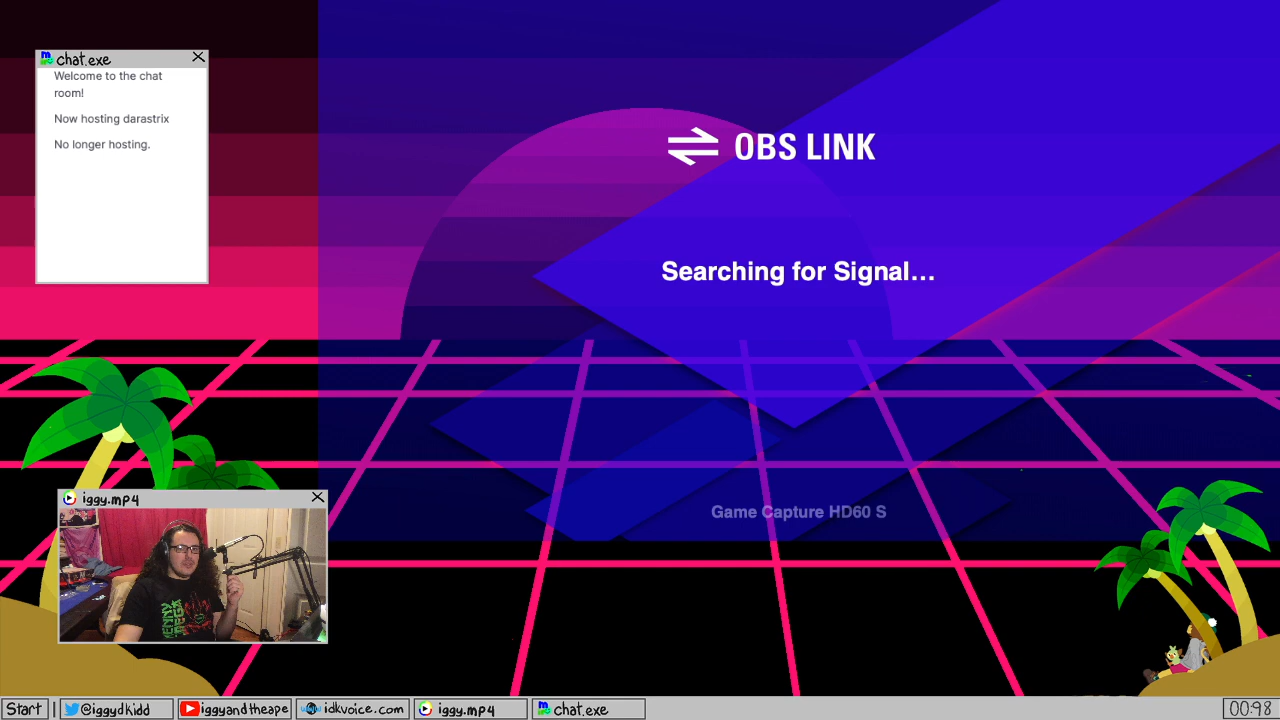 chat.exe
Welcome to the chat
room!
Now hosting darastrix
No longer hosting.
OBS LINK
Searching for Signal...
Game Capture HD60 S
iggy.mp4
Start
@iggydkidd
iggyandtheape
idkvoice.com
iggy.mp4
chat.exe
00:98